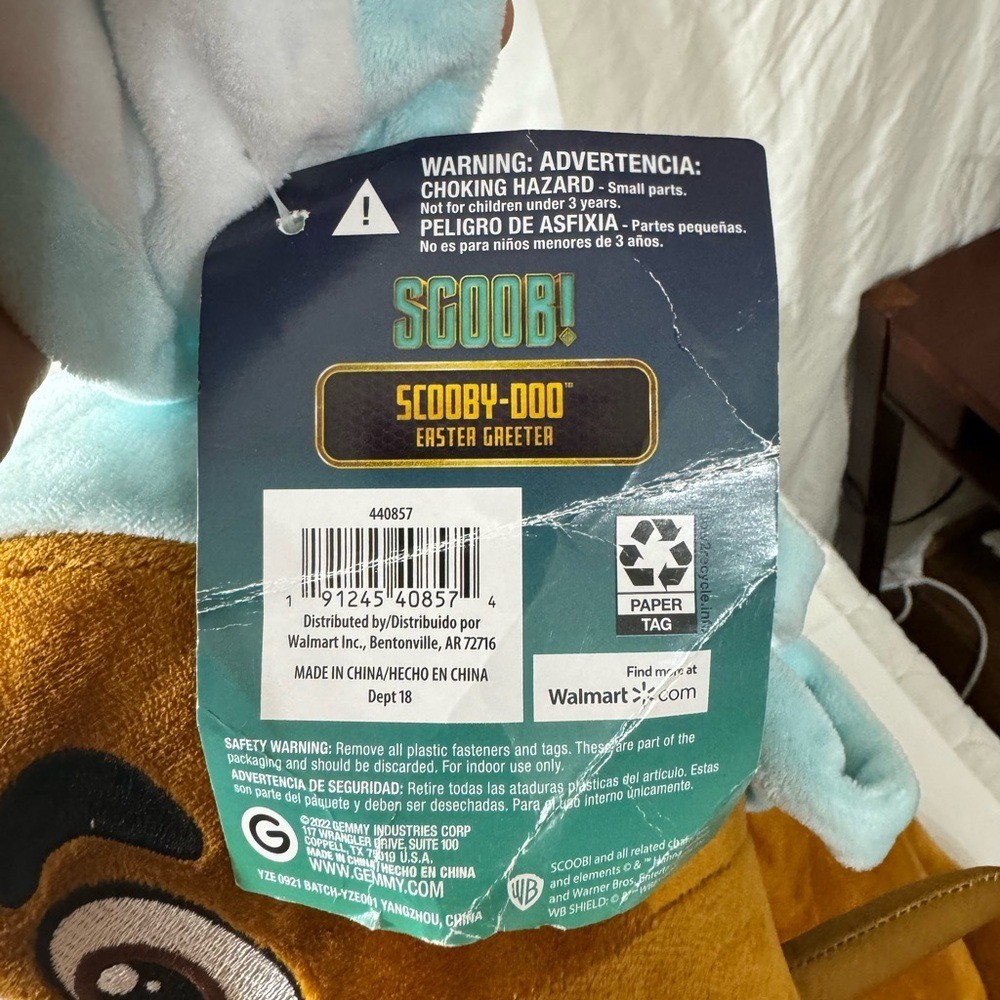 WARNING: ADVERTENCIA:
CHOKING HAZARD - Small parts.
Not for children under 3 years.
PELIGRO DE ASFIXIA - Partes pequeñas.
No es para niños menores de 3 años.
SCOOB!
SCOOBY-DOO™
EASTER GREETER
440857
1 91245 40857 4
Distributed by/Distribuido por
Walmart Inc., Bentonville, AR 72716
MADE IN CHINA/HECHO EN CHINA
Dept 18
PAPER
TAG
Find more at
Walmart.com
SAFETY WARNING: Remove all plastic fasteners and tags. These are part of the
packaging and should be discarded. For indoor use only.
ADVERTENCIA DE SEGURIDAD: Retire todas las ataduras plásticas del artículo. Estas
son parte del paquete y deben ser desechadas. Para el uso interno únicamente.
G
©2022 GEMMY INDUSTRIES CORP
117 WRANGLER DRIVE, SUITE 100
COPPELL, TX 75019 U.S.A.
MADE IN CHINA/HECHO EN CHINA
WWW.GEMMY.COM
YZE 0921 BATCH-YZE001 YANGZHOU, CHINA
WB
SCOOB! and all related
and elements © & ™
and Warner Bros.
WB SHIELD: ©